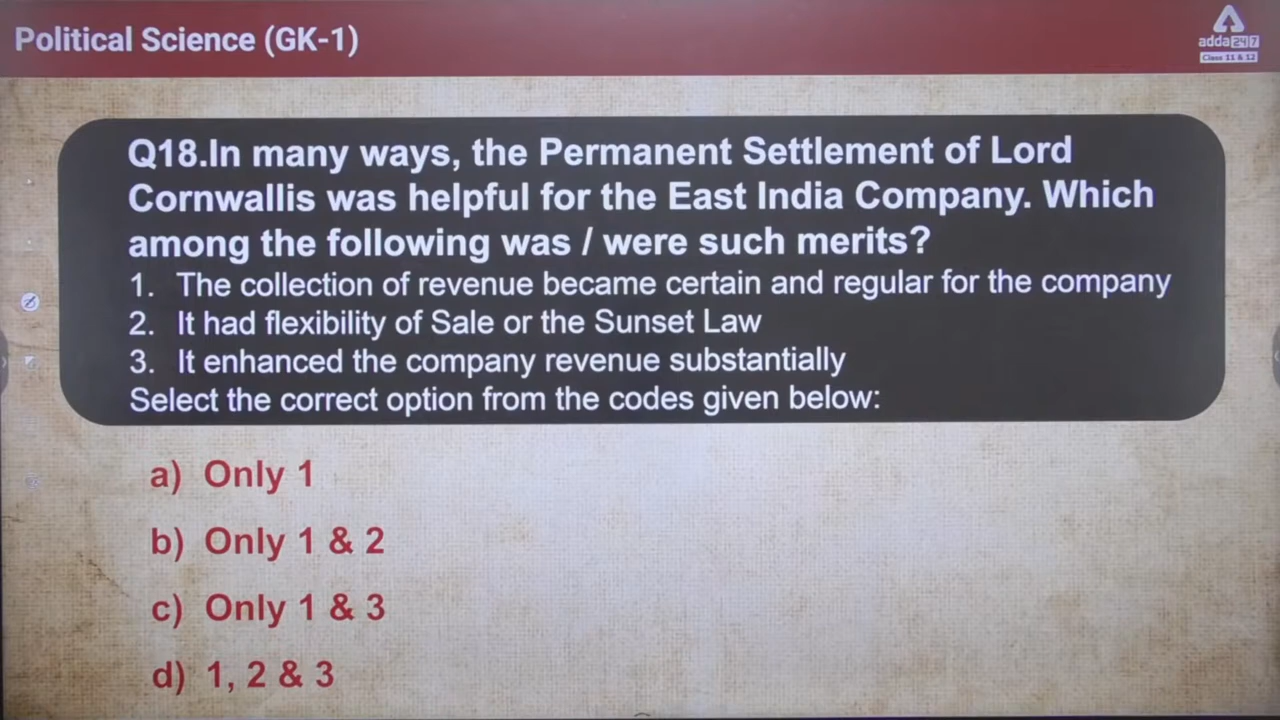 Political Science (GK-1)
adda247
Class 11 & 12
Q18.In many ways, the Permanent Settlement of Lord
Cornwallis was helpful for the East India Company. Which
among the following was / were such merits?
1. The collection of revenue became certain and regular for the company
2. It had flexibility of Sale or the Sunset Law
3. It enhanced the company revenue substantially
Select the correct option from the codes given below:
a) Only 1
b) Only 1 & 2
c) Only 1 & 3
d) 1, 2 & 3